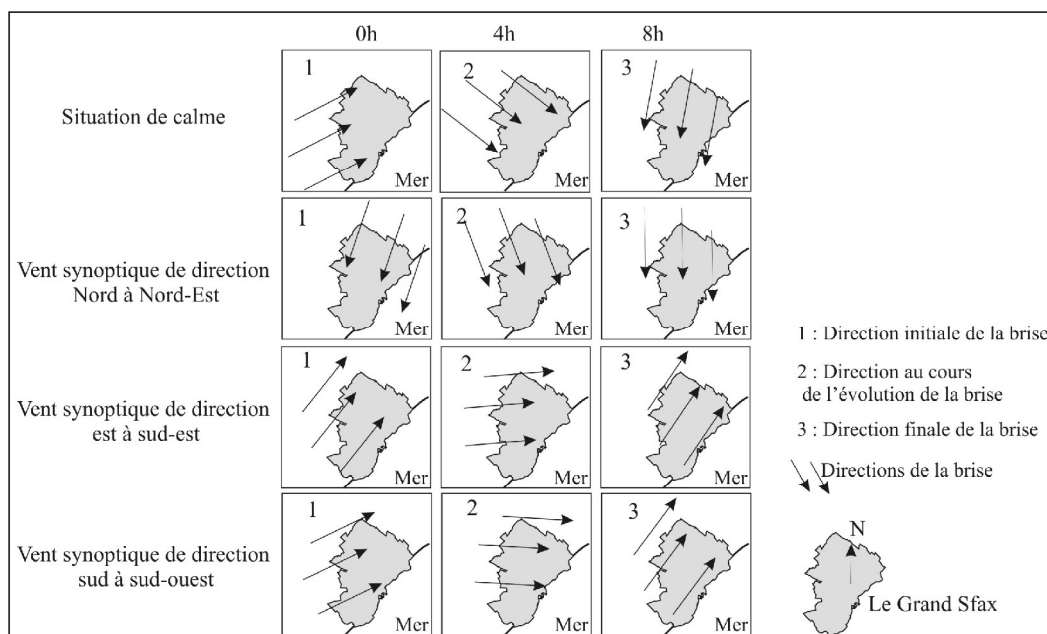 0h 4h 8h
Situation de calme
1 2 3
Mer Mer Mer
Vent synoptique de direction
Nord à Nord-Est
1 2 3
Mer Mer Mer
Vent synoptique de direction
est à sud-est
1 2 3
Mer Mer Mer
Vent synoptique de direction
sud à sud-ouest
1 2 3
Mer Mer Mer
1 : Direction initiale de la brise
2 : Direction au cours
de l'évolution de la brise
3 : Direction finale de la brise
Directions de la brise
N
Le Grand Sfax